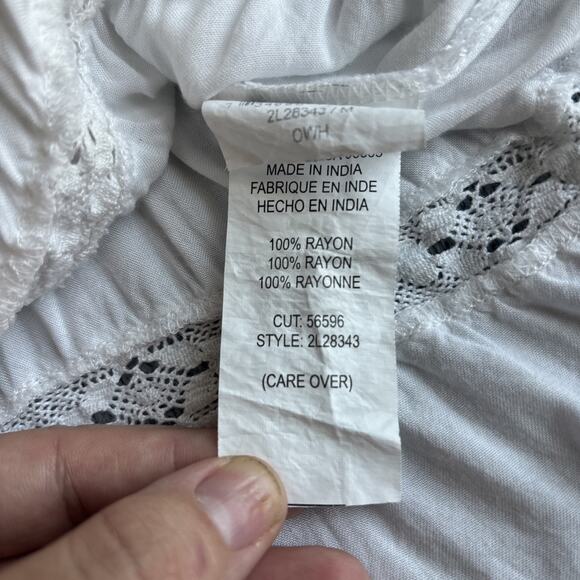 2L28343 / M
OWH
MADE IN INDIA
FABRIQUE EN INDE
HECHO EN INDIA
100% RAYON
100% RAYON
100% RAYONNE
CUT: 56596
STYLE: 2L28343
(CARE OVER)